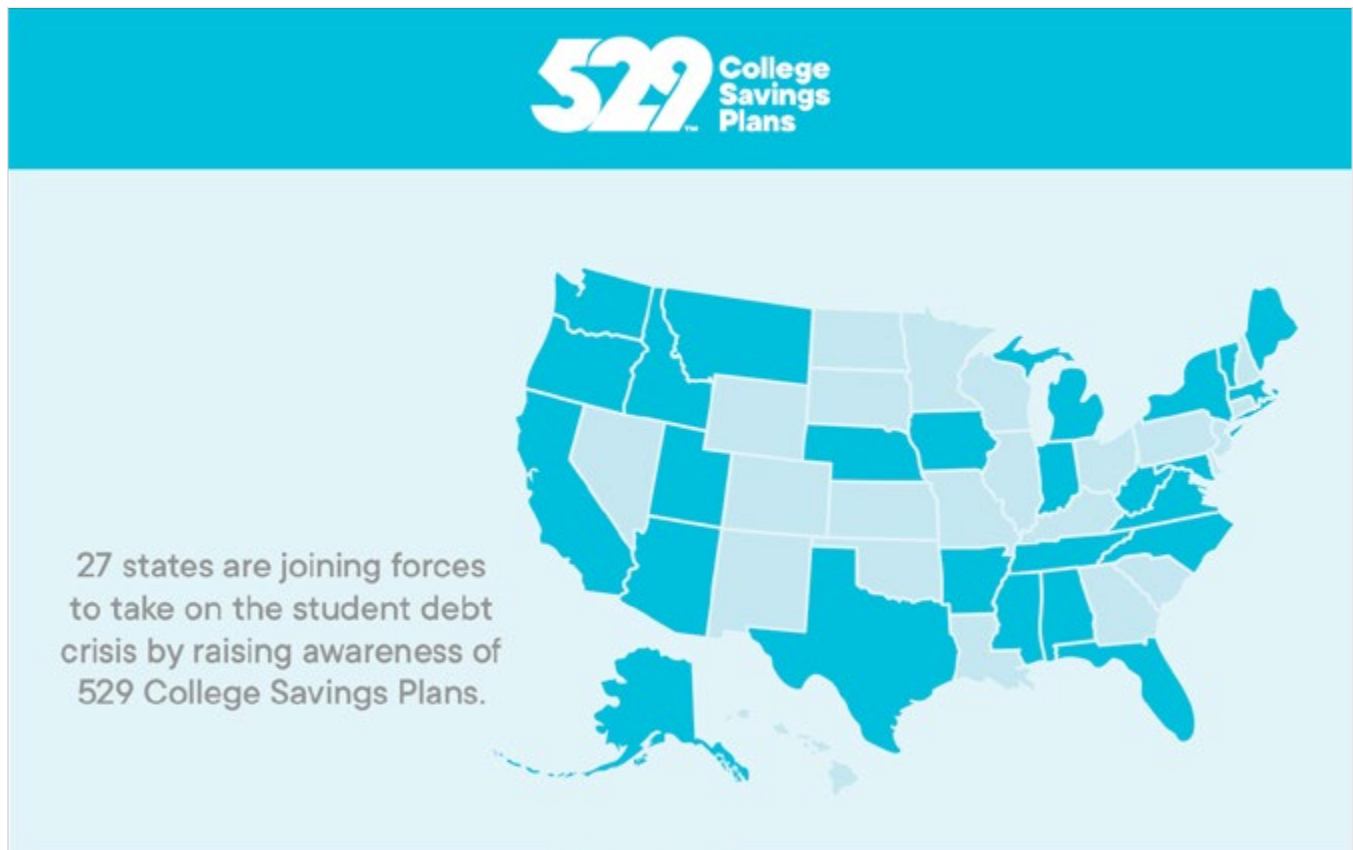 529™ College
Savings
Plans
27 states are joining forces
to take on the student debt
crisis by raising awareness of
529 College Savings Plans.